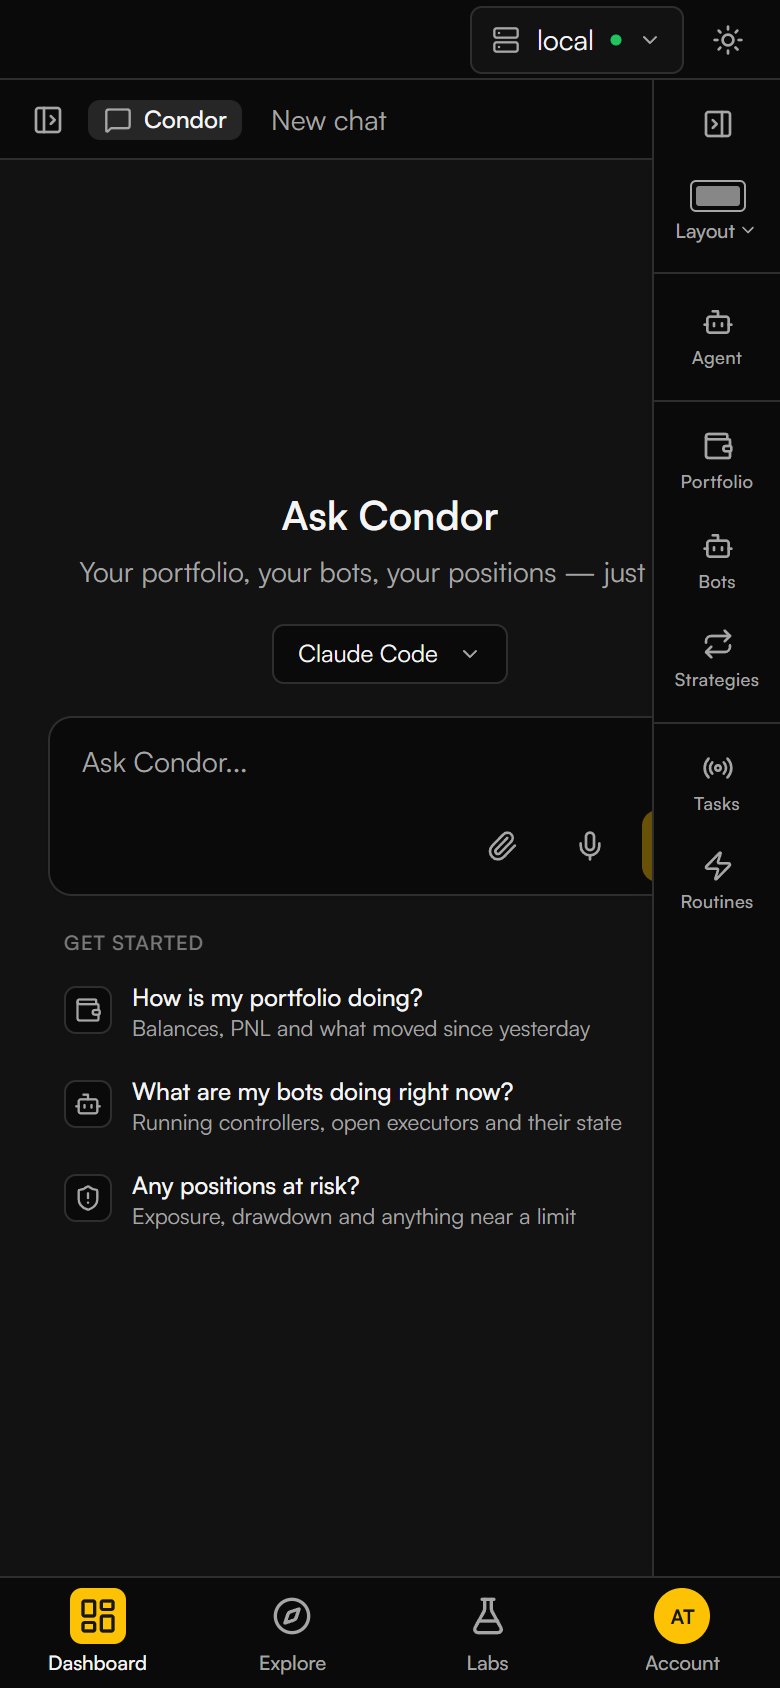 local
Condor
New chat
Layout
Agent
Portfolio
Bots
Strategies
Tasks
Routines
Ask Condor
Your portfolio, your bots, your positions — just
Claude Code
Ask Condor...
GET STARTED
How is my portfolio doing?
Balances, PNL and what moved since yesterday
What are my bots doing right now?
Running controllers, open executors and their state
Any positions at risk?
Exposure, drawdown and anything near a limit
Dashboard
Explore
Labs
AT
Account